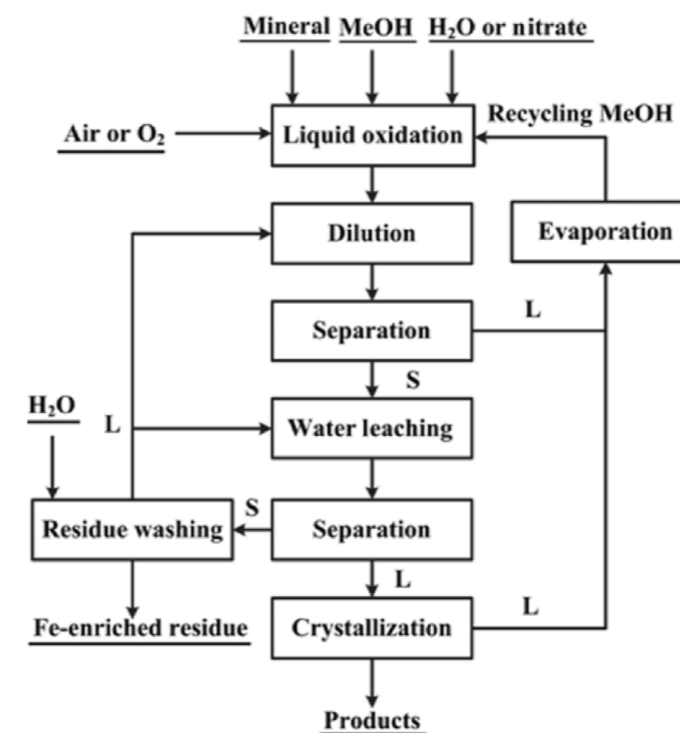 Mineral MeOH H₂O or nitrate
Recycling MeOH
Air or O₂
Liquid oxidation
Dilution
Evaporation
Separation
L
S
H₂O
L
Water leaching
Residue washing
S
Separation
L
Fe-enriched residue
Crystallization
L
Products